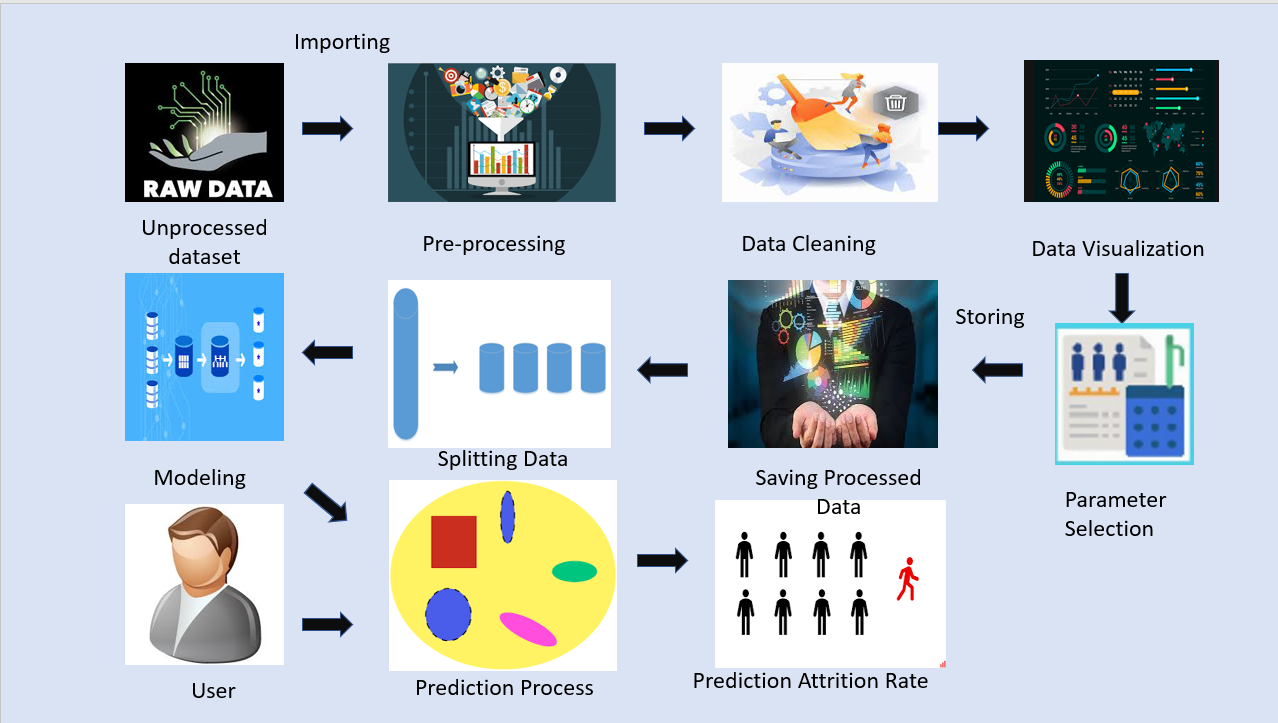 Importing
RAW DATA
Unprocessed
dataset
Pre-processing
Data Cleaning
Data Visualization
Storing
Splitting Data
Modeling
Saving Processed
Data
Parameter
Selection
User
Prediction Process
Prediction Attrition Rate